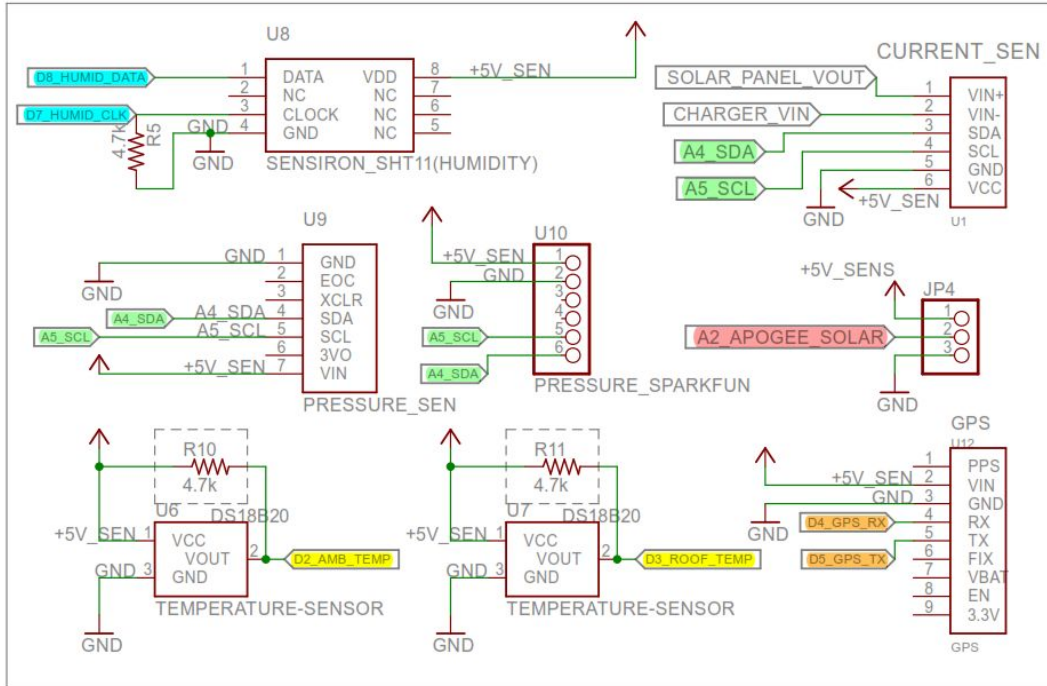 U8
D8_HUMID_DATA
D7_HUMID_CLK
4.7k
R5
GND
GND
1 DATA VDD 8
2 NC NC 7
3 CLOCK NC 6
4 GND NC 5
+5V_SEN
SENSIRON_SHT11(HUMIDITY)
CURRENT_SEN
SOLAR_PANEL_VOUT
CHARGER_VIN
A4_SDA
A5_SCL
GND
+5V_SEN
1 VIN+
2 VIN-
3 SDA
4 SCL
5 GND
6 VCC
U1
U9
GND
GND
A4_SDA
A4_SDA
A5_SCL
A5_SCL
+5V_SEN
1 GND
2 EOC
3 XCLR
4 SDA
5 SCL
6 3VO
7 VIN
PRESSURE_SEN
U10
+5V_SEN
GND
GND
A5_SCL
A4_SDA
1
2
3
4
5
6
PRESSURE_SPARKFUN
+5V_SENS
JP4
A2_APOGEE_SOLAR
1
2
3
GND
R10
4.7k
U6
DS18B20
+5V_SEN 1 VCC
VOUT 2
D2_AMB_TEMP
GND 3 GND
TEMPERATURE-SENSOR
GND
R11
4.7k
U7
DS18B20
+5V_SEN 1 VCC
VOUT 2
D3_ROOF_TEMP
GND 3 GND
TEMPERATURE-SENSOR
GND
GPS
U12
+5V_SEN
GND
GND
D4_GPS_RX
D5_GPS_TX
1 PPS
2 VIN
3 GND
4 RX
5 TX
6 FIX
7 VBAT
8 EN
9 3.3V
GPS